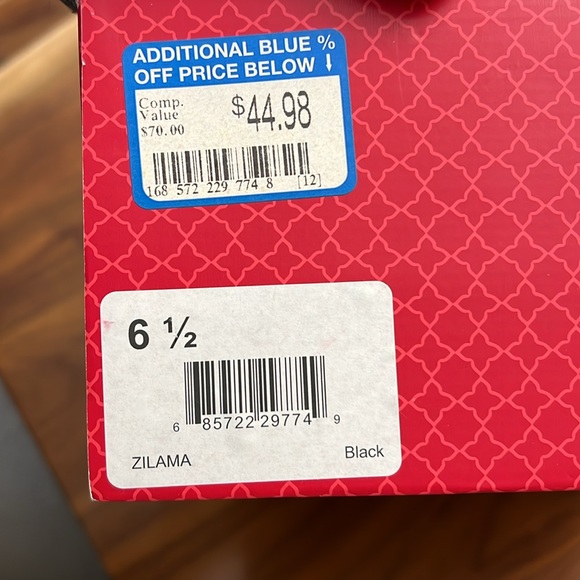 ADDITIONAL BLUE %
OFF PRICE BELOW ↓
Comp.
Value
$70.00
$44.98
168 572 229 774 8 [12]
6 ½
6 85722 29774 9
ZILAMA
Black